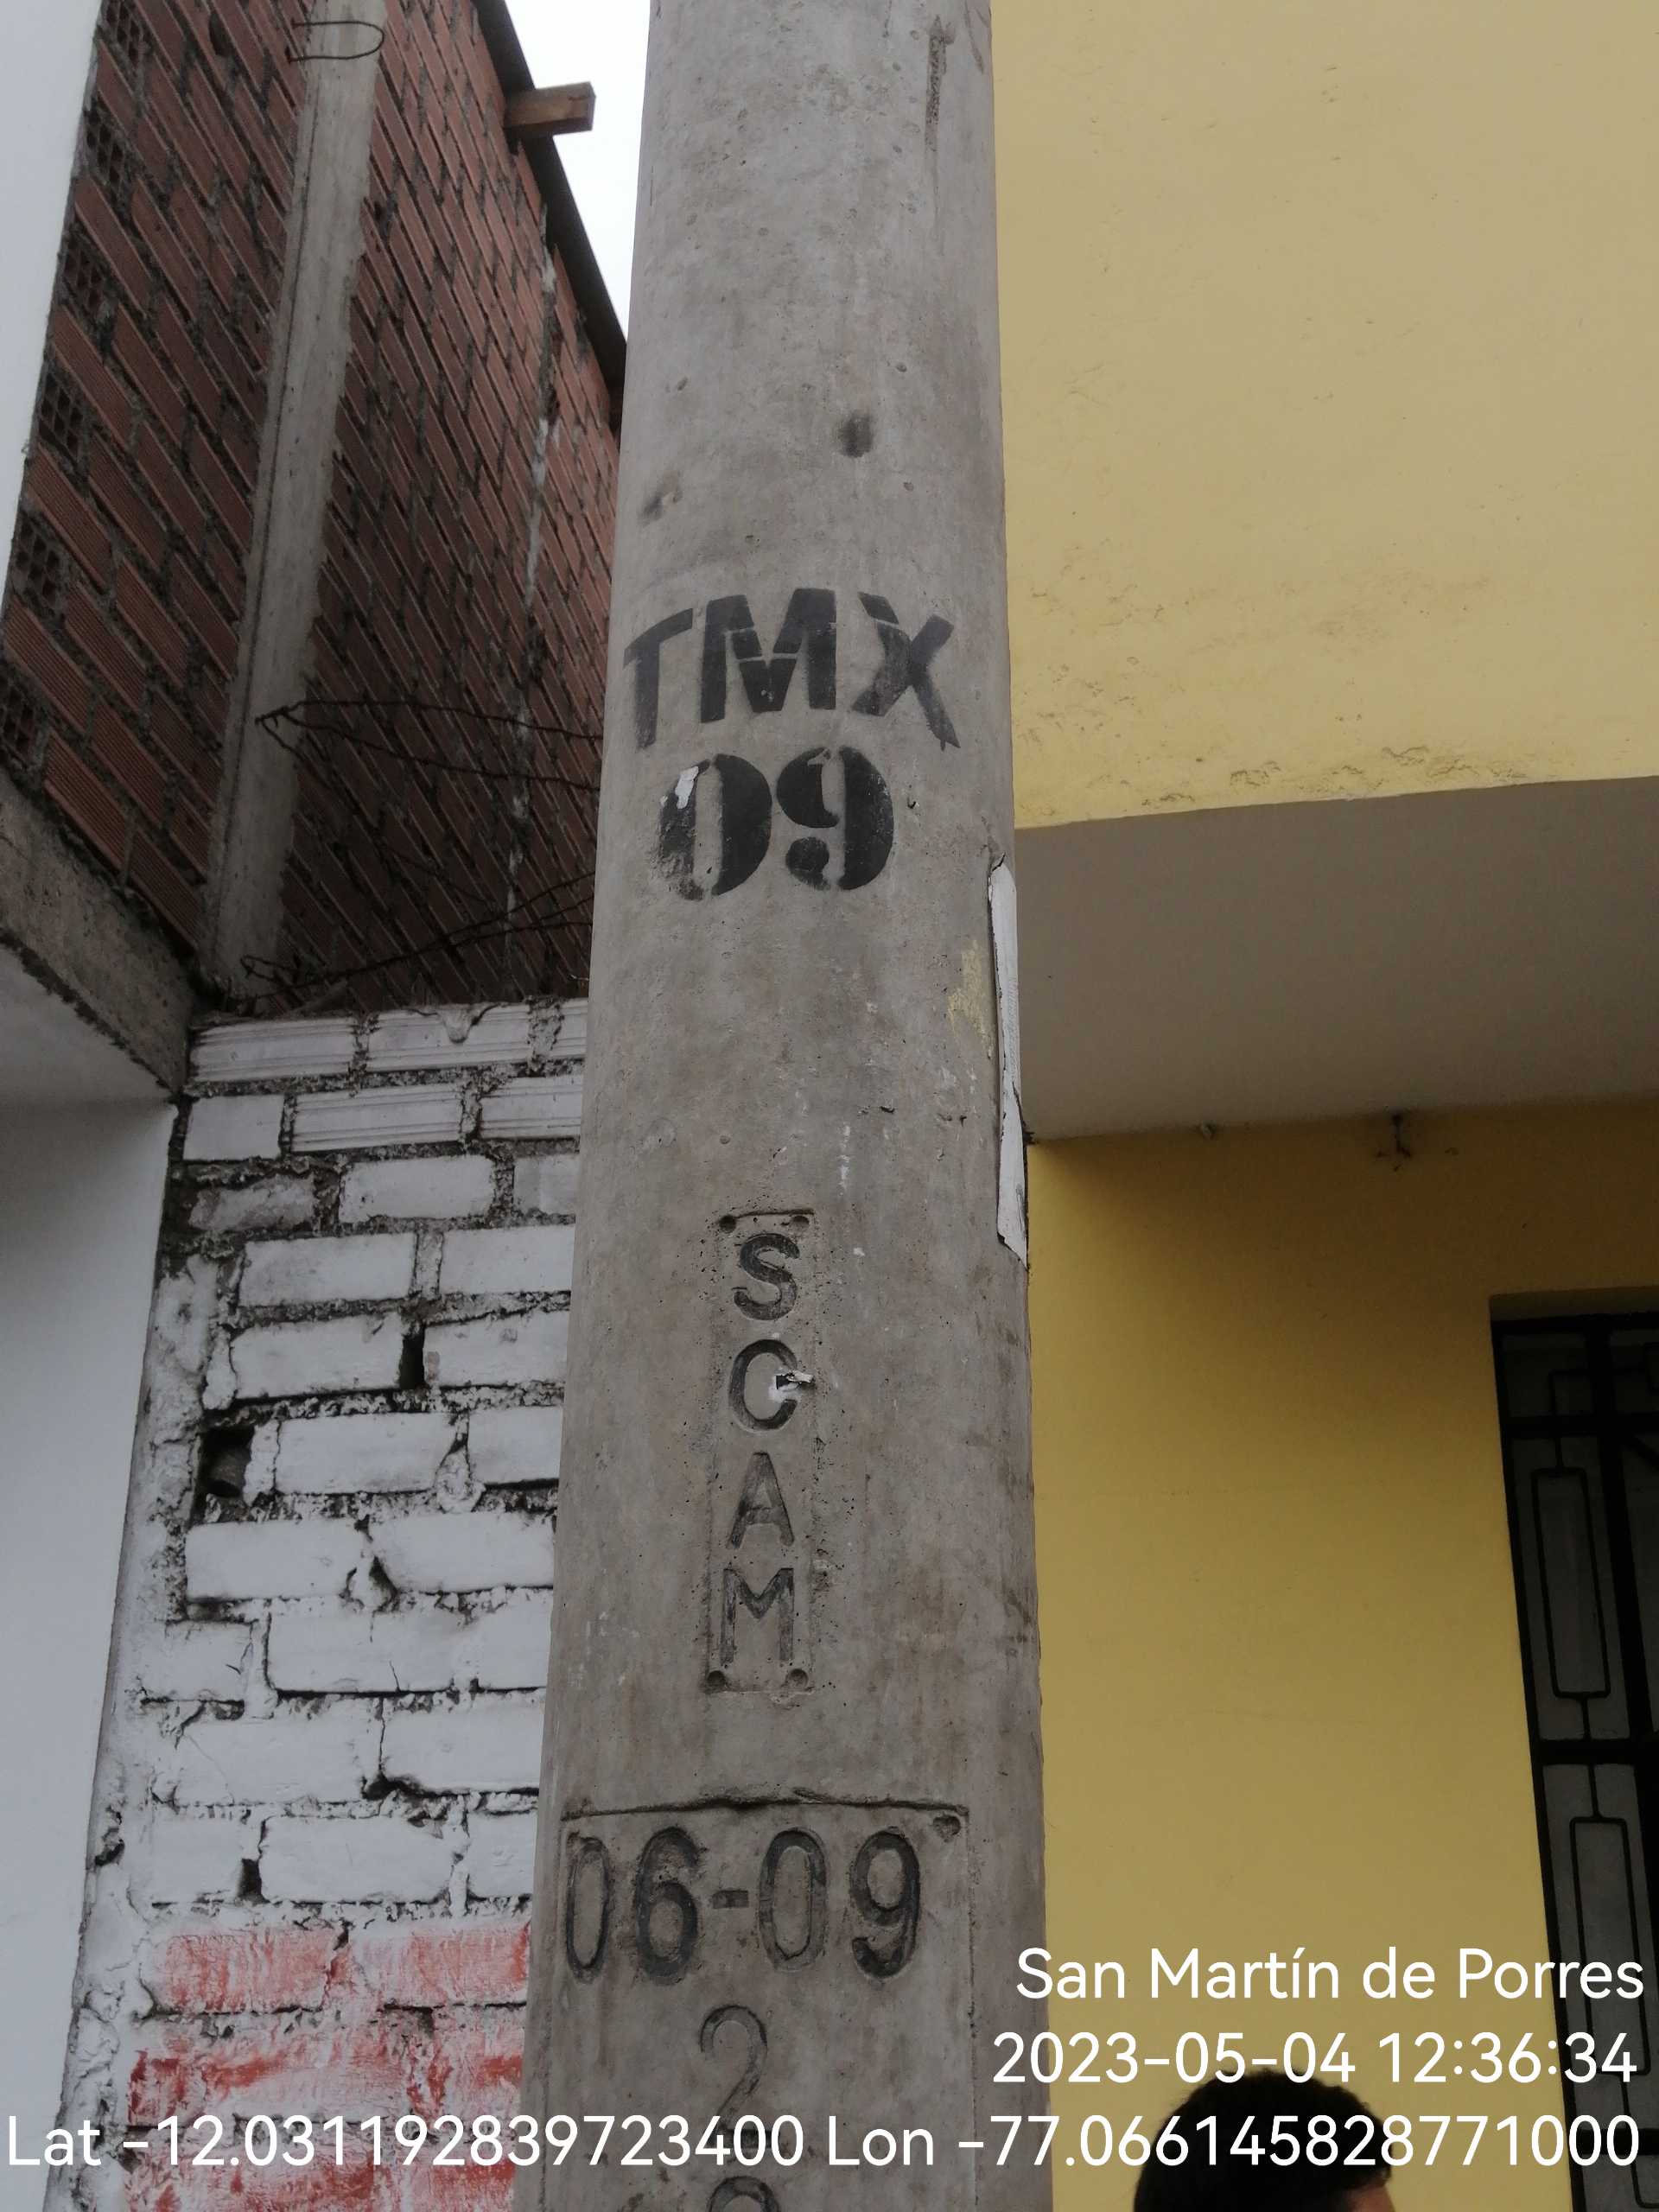 TMX
09
S
C
A
M
06-09
2
San Martín de Porres
2023-05-04 12:36:34
Lat -12.031192839723400 Lon -77.066145828771000